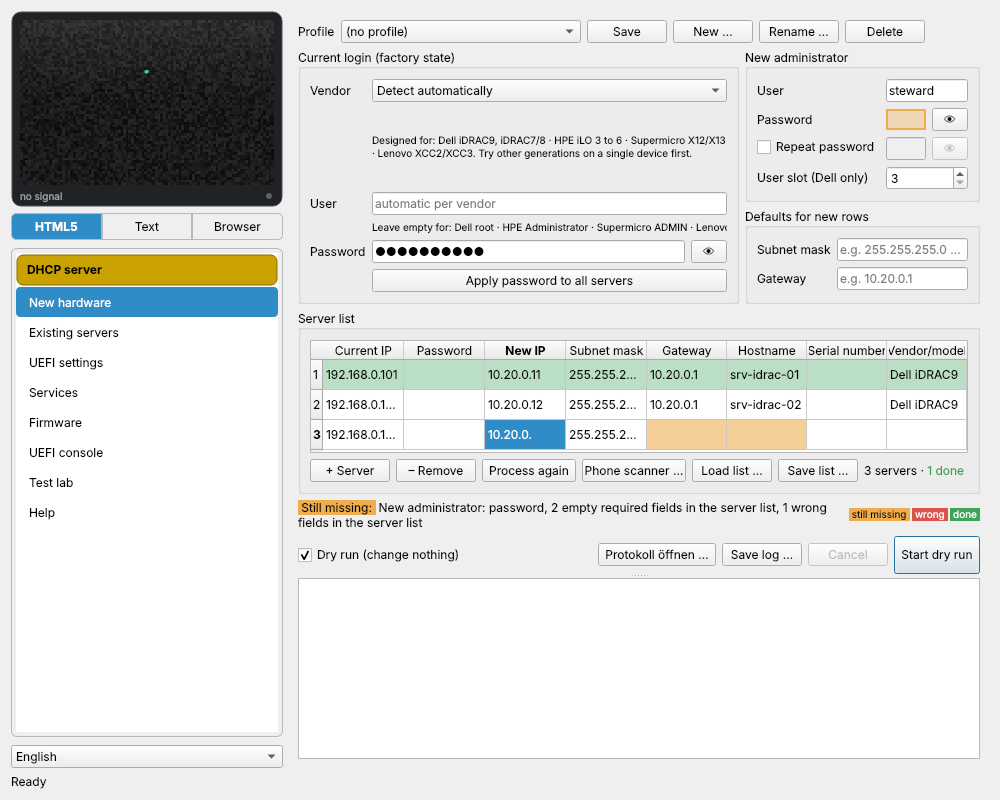 no signal
HTML5 Text Browser
DHCP server
New hardware
Existing servers
UEFI settings
Services
Firmware
UEFI console
Test lab
Help
English
Ready
Profile (no profile) Save New ... Rename ... Delete
Current login (factory state)
Vendor Detect automatically
Designed for: Dell iDRAC9, iDRAC7/8 · HPE iLO 3 to 6 · Supermicro X12/X13
· Lenovo XCC2/XCC3. Try other generations on a single device first.
User automatic per vendor
Leave empty for: Dell root · HPE Administrator · Supermicro ADMIN · Lenovo
Password ●●●●●●●●●●
Apply password to all servers
New administrator
User steward
Password
Repeat password
User slot (Dell only) 3
Defaults for new rows
Subnet mask e.g. 255.255.255.0 ...
Gateway e.g. 10.20.0.1
Server list
Current IP Password New IP Subnet mask Gateway Hostname Serial number Vendor/model
1 192.168.0.101 10.20.0.11 255.255.2... 10.20.0.1 srv-idrac-01 Dell iDRAC9
2 192.168.0.1... 10.20.0.12 255.255.2... 10.20.0.1 srv-idrac-02 Dell iDRAC9
3 192.168.0.1... 10.20.0. 255.255.2...
+ Server − Remove Process again Phone scanner ... Load list ... Save list ... 3 servers · 1 done
Still missing: New administrator: password, 2 empty required fields in the server list, 1 wrong
fields in the server list
still missing wrong done
Dry run (change nothing) Protokoll öffnen ... Save log ... Cancel Start dry run